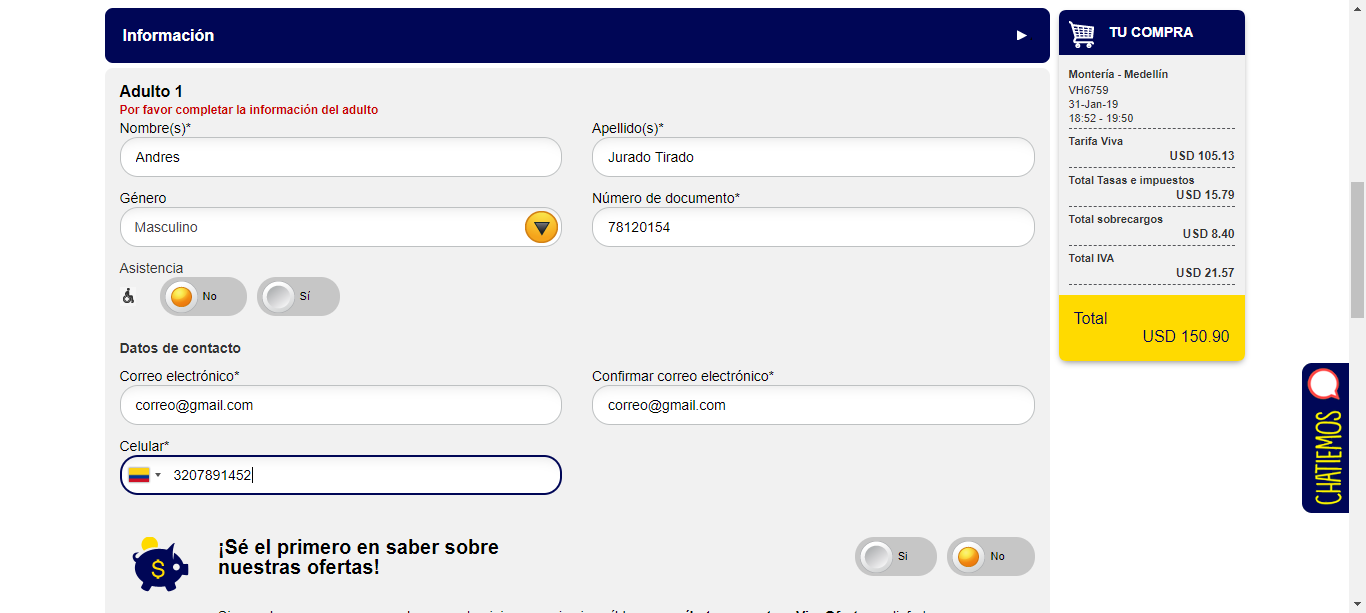 Información
Adulto 1
Por favor completar la información del adulto
Nombre(s)*
Apellido(s)*
Andres
Jurado Tirado
Género
Número de documento*
Masculino
78120154
Asistencia
No
Sí
Datos de contacto
Correo electrónico*
Confirmar correo electrónico*
correo@gmail.com
correo@gmail.com
Celular*
3207891452
$
¡Sé el primero en saber sobre
nuestras ofertas!
Si
No
TU COMPRA
Montería - Medellín
VH6759
31-Jan-19
18:52 - 19:50
Tarifa Viva
USD 105.13
Total Tasas e impuestos
USD 15.79
Total sobrecargos
USD 8.40
Total IVA
USD 21.57
Total
USD 150.90
CHATIEMOS